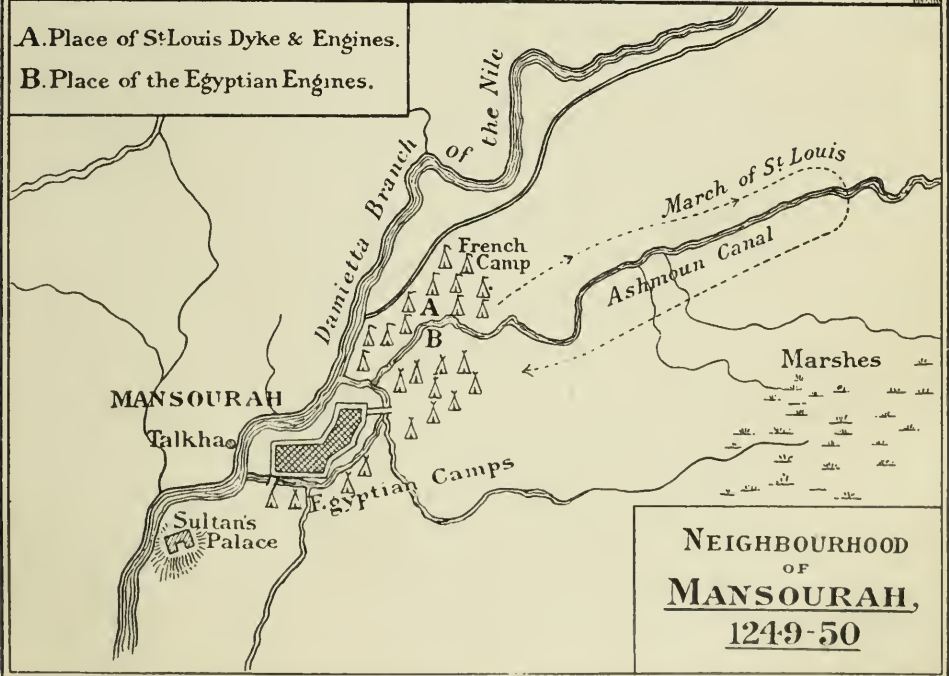 A. Place of St Louis Dyke & Engines.
B. Place of the Egyptian Engines.
Damietta Branch of the Nile
March of St Louis
French
Camp
Ashmoun Canal
A
B
Marshes
MANSOURAH
Talkha
Egyptian Camps
Sultan's
Palace
NEIGHBOURHOOD
OF
MANSOURAH,
1249-50